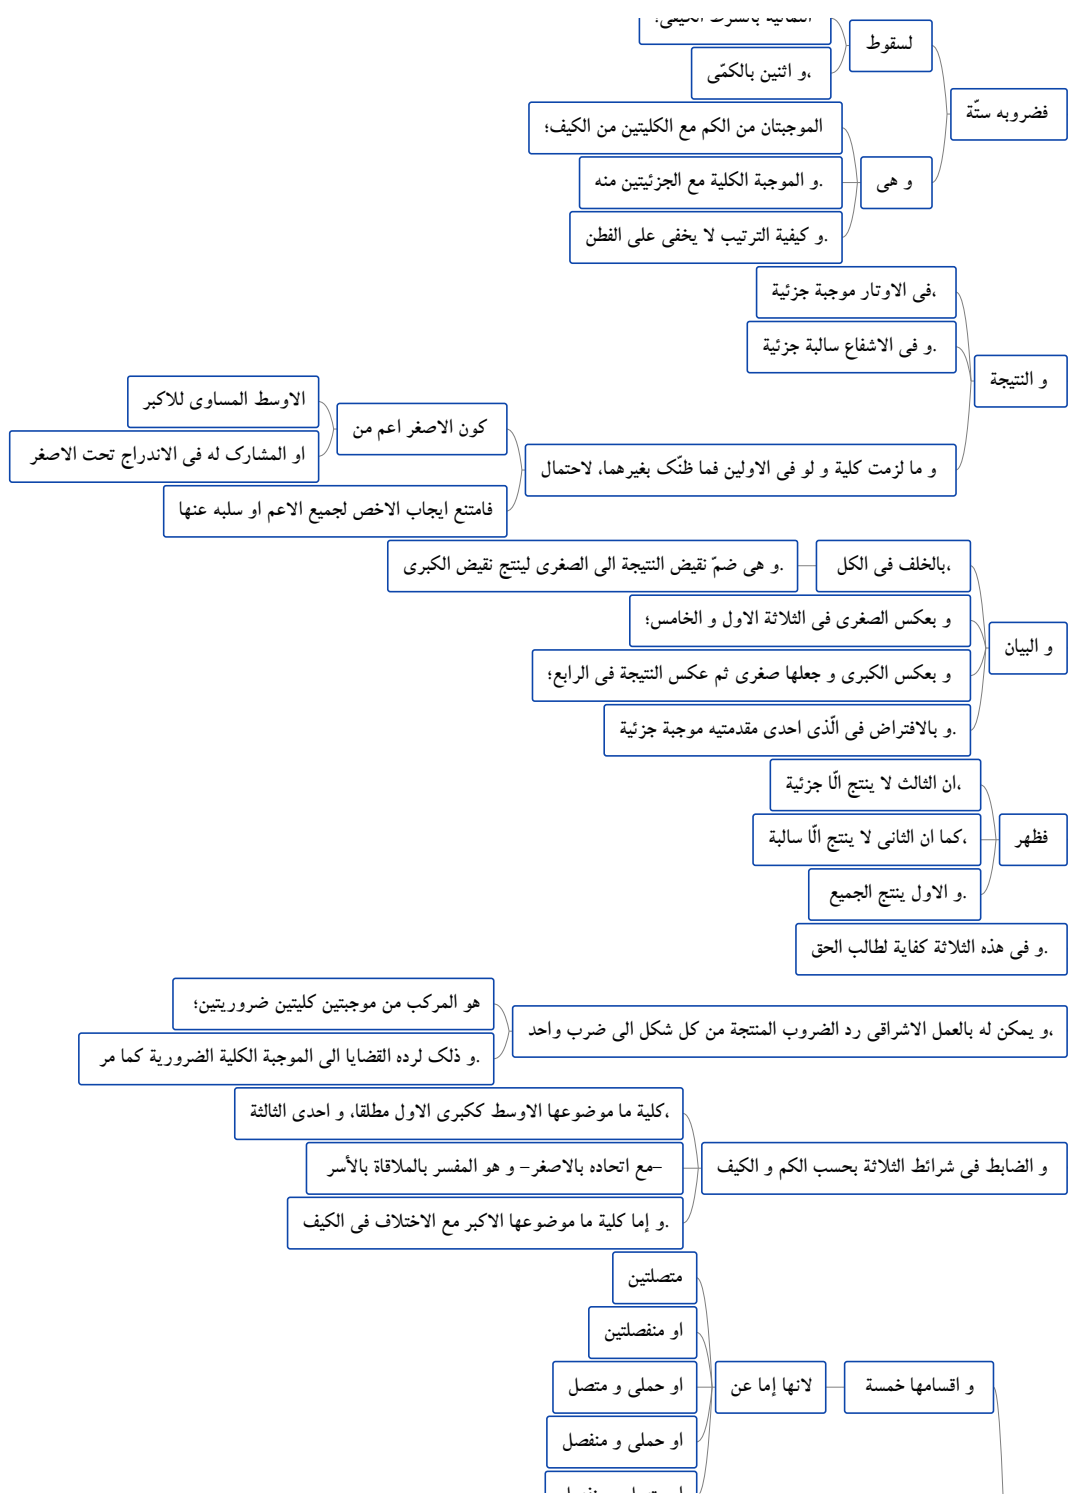 فضروبه ستّة
لسقوط
الثمانية بالشرط الكيفى؛
و اثنين بالكمّى،
و هى
الموجبتان من الكم مع الكليتين من الكيف؛
و الموجبة الكلية مع الجزئيتين منه.
و كيفية الترتيب لا يخفى على الفطن.
و النتيجة
فى الاوتار موجبة جزئية،
و فى الاشفاع سالبة جزئية.
و ما لزمت كلية و لو فى الاولين فما ظنّک بغيرهما، لاحتمال
كون الاصغر اعم من
الاوسط المساوى للاكبر
او المشارک له فى الاندراج تحت الاصغر
فامتنع ايجاب الاخص لجميع الاعم او سلبه عنها
و البيان
بالخلف فى الكل،
و هى ضمّ نقيض النتيجة الى الصغرى لينتج نقيض الكبرى.
و بعكس الصغرى فى الثلاثة الاول و الخامس؛
و بعكس الكبرى و جعلها صغرى ثم عكس النتيجة فى الرابع؛
و بالافتراض فى الّذى احدى مقدمتيه موجبة جزئية.
فظهر
ان الثالث لا ينتج الّا جزئية،
كما ان الثانى لا ينتج الّا سالبة،
و الاول ينتج الجميع.
و فى هذه الثلاثة كفاية لطالب الحق.
و يمكن له بالعمل الاشراقى رد الضروب المنتجة من كل شكل الى ضرب واحد،
هو المركب من موجبتين كليتين ضروريتين؛
و ذلک لرده القضايا الى الموجبة الكلية الضرورية كما مر.
و الضابط فى شرائط الثلاثة بحسب الكم و الكيف
كلية ما موضوعها الاوسط ككبرى الاول مطلقا، و احدى الثالثة،
مع اتحاده بالاصغر– و هو المفسر بالملاقاة بالأسر–
و إما كلية ما موضوعها الاكبر مع الاختلاف فى الكيف.
و اقسامها خمسة
لانها إما عن
متصلتين
او منفصلتين
او حملى و متصل
او حملى و منفصل